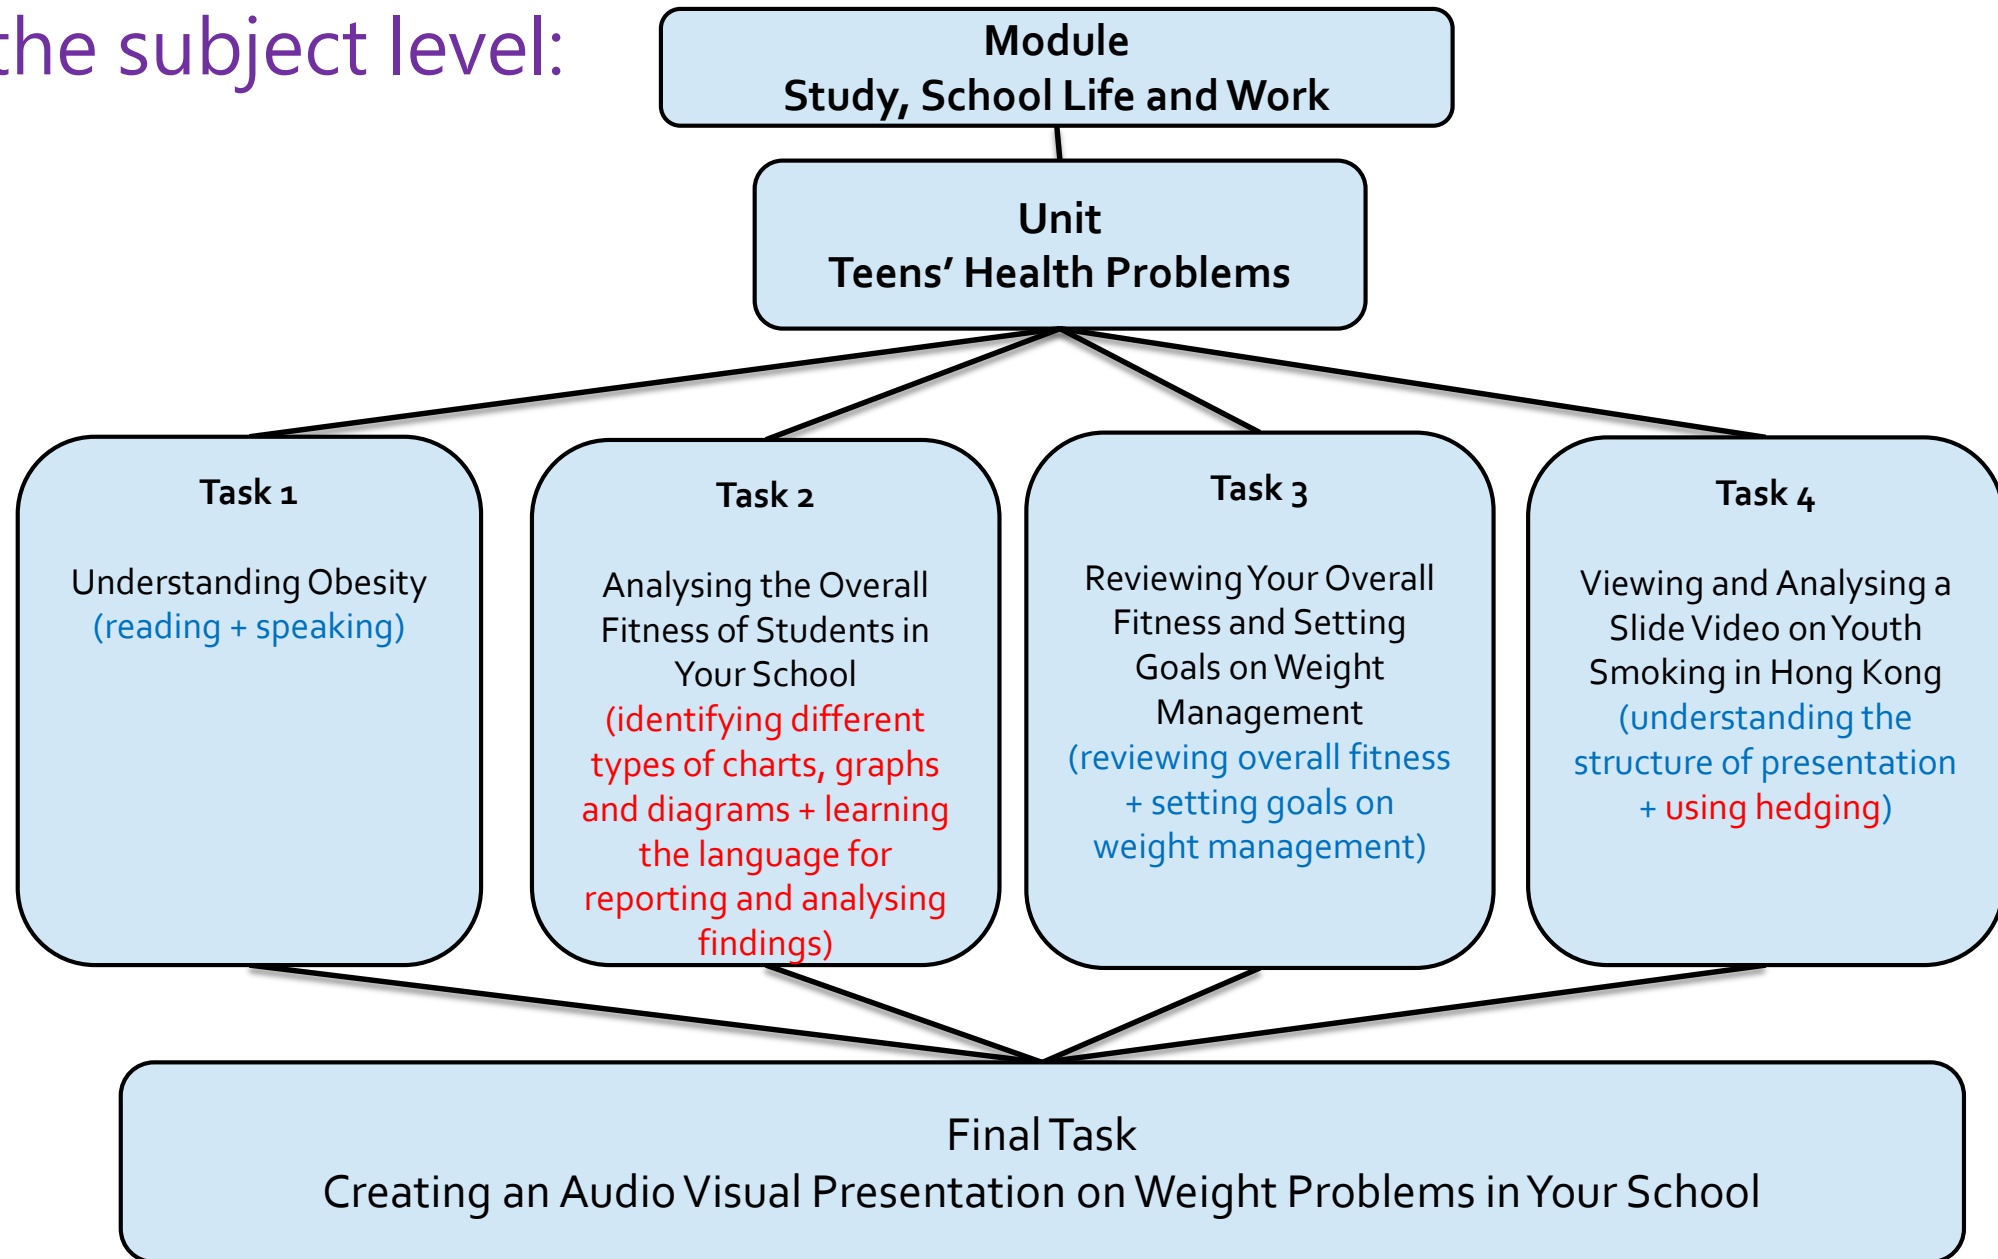 the subject level:
Module
Study, School Life and Work
Unit
Teens’ Health Problems
Task 1
Understanding Obesity
(reading + speaking)
Task 2
Analysing the Overall
Fitness of Students in
Your School
(identifying different
types of charts, graphs
and diagrams + learning
the language for
reporting and analysing
findings)
Task 3
Reviewing Your Overall
Fitness and Setting
Goals on Weight
Management
(reviewing overall fitness
+ setting goals on
weight management)
Task 4
Viewing and Analysing a
Slide Video on Youth
Smoking in Hong Kong
(understanding the
structure of presentation
+ using hedging)
Final Task
Creating an Audio Visual Presentation on Weight Problems in Your School